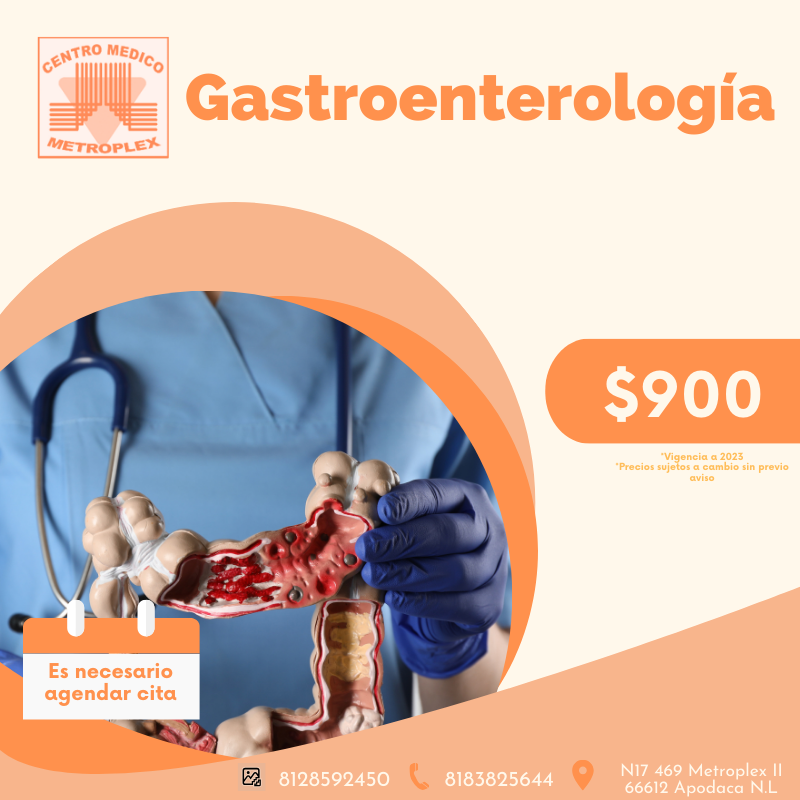 CENTRO MEDICO
METROPLEX
Gastroenterología
$900
*Vigencia a 2023
*Precios sujetos a cambio sin previo
aviso
Es necesario
agendar cita
8128592450
8183825644
N17 469 Metroplex II
66612 Apodaca N.L